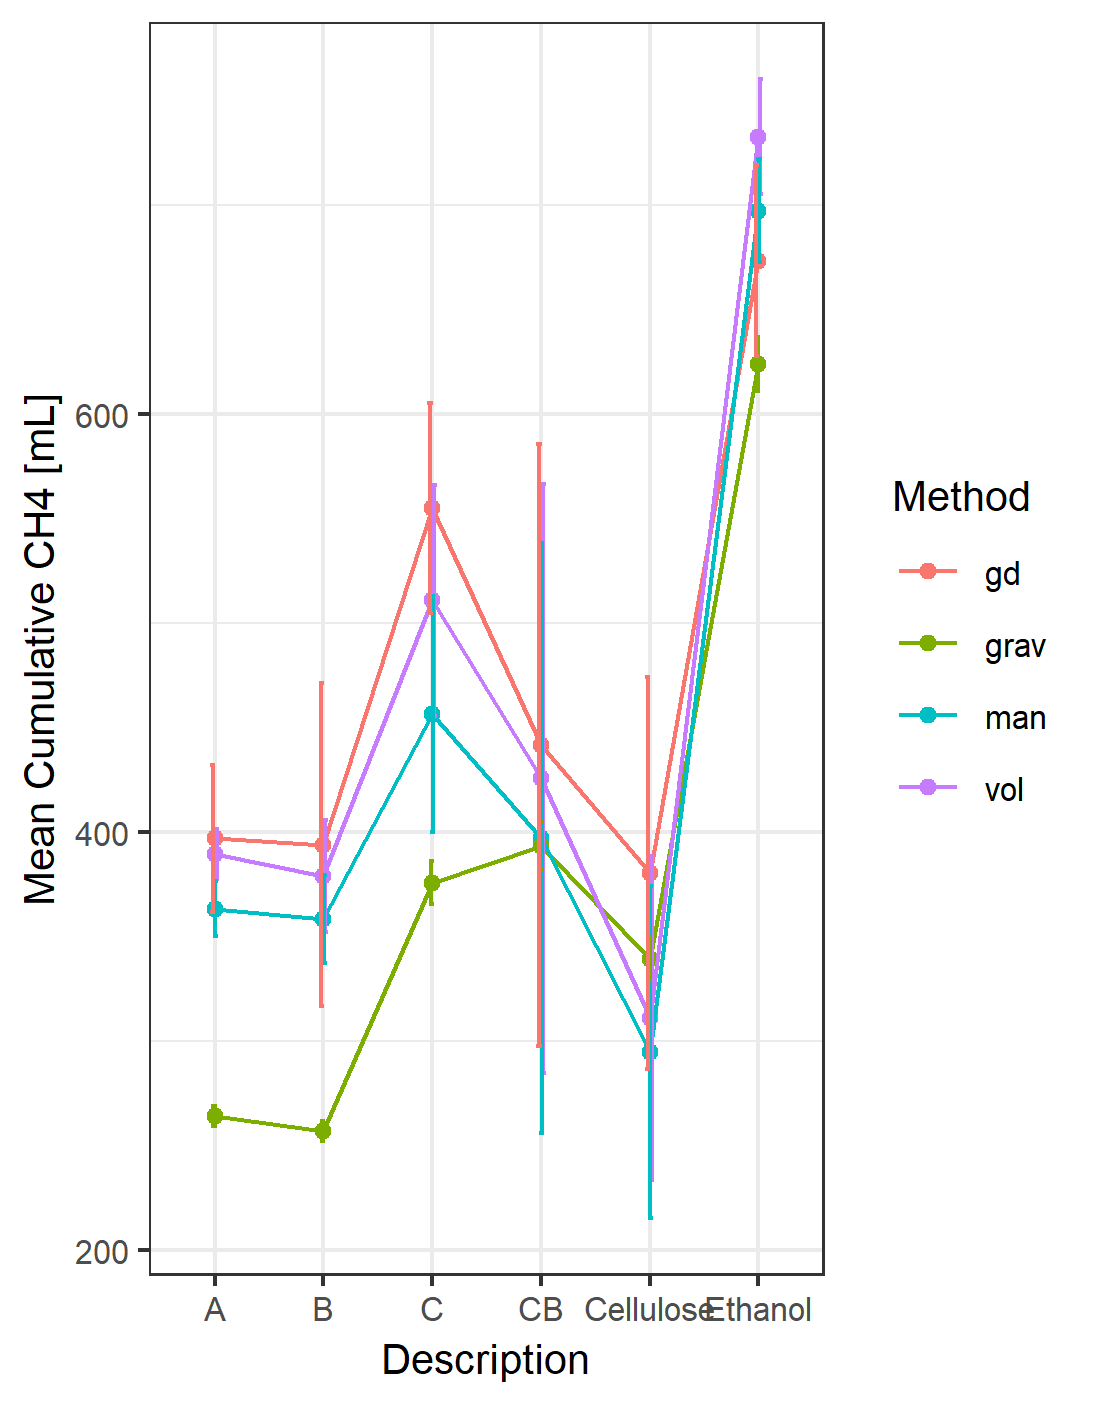 Mean Cumulative CH4 [mL]
600
400
200
A B C CB Cellulose Ethanol
Description
Method
gd
grav
man
vol